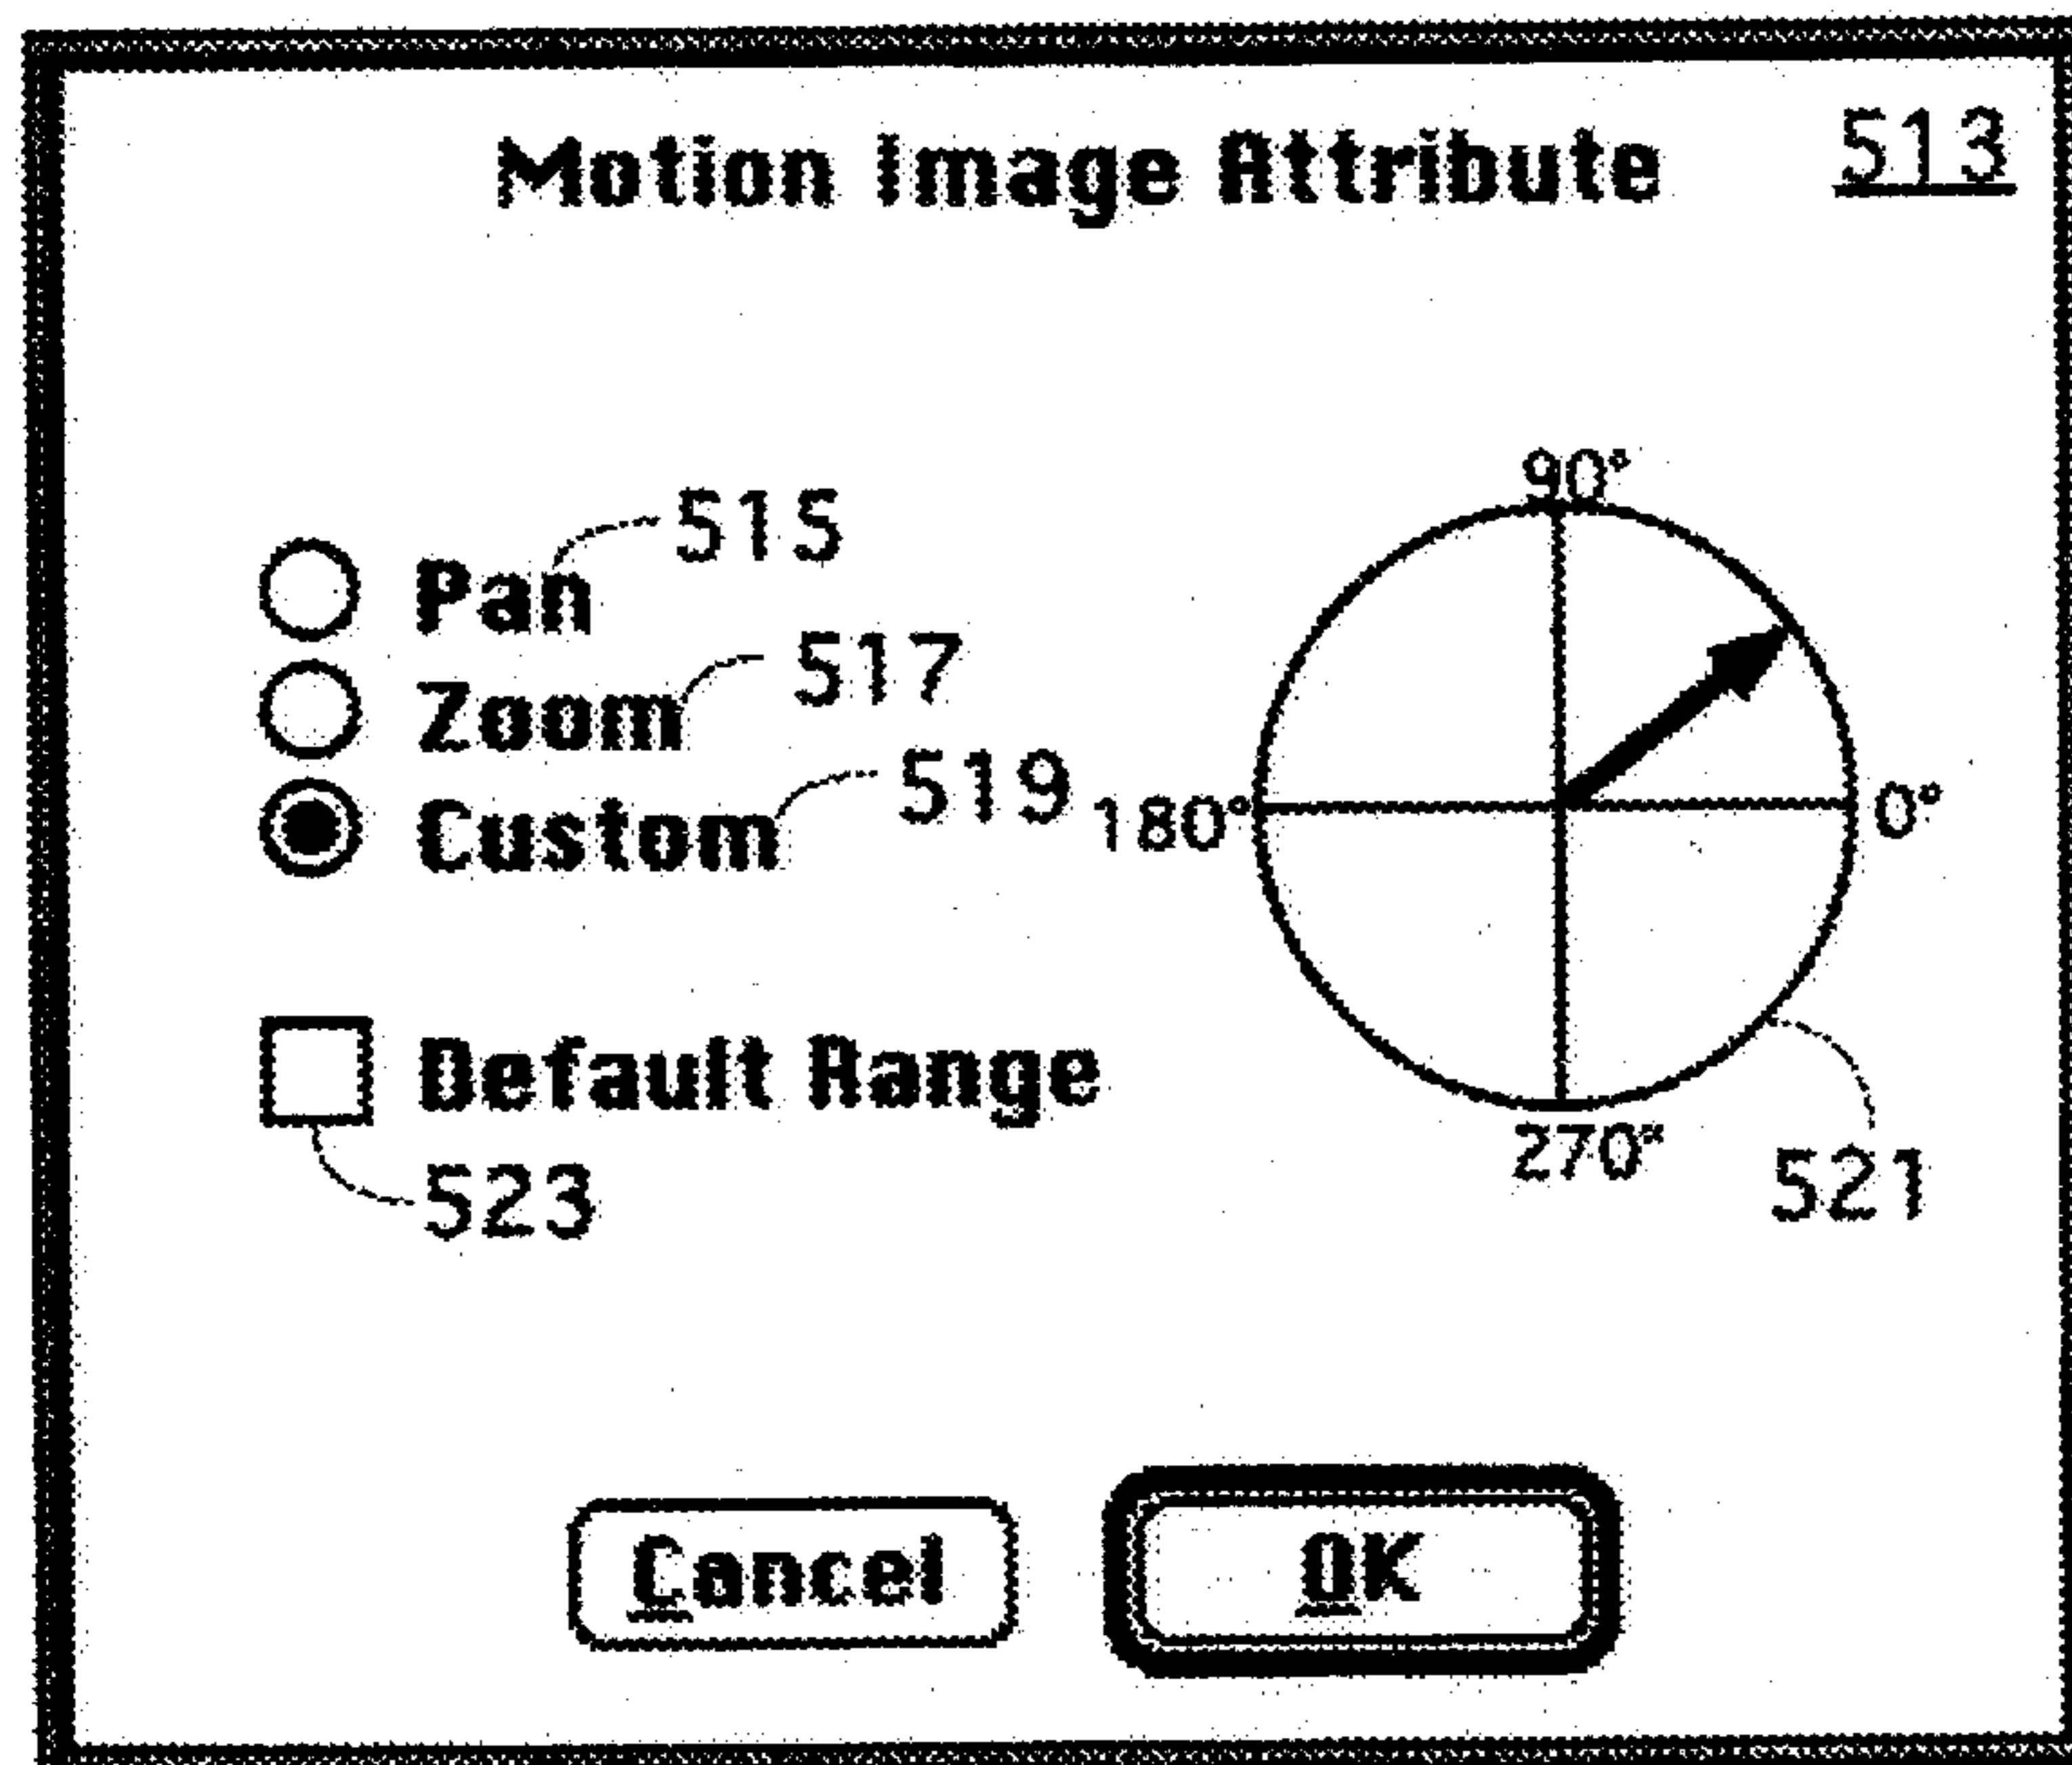 Motion Image Attribute 513
90°
Pan 515
Zoom 517
Custom 519
180° 0°
Default Range
270°
523
521
Cancel OK